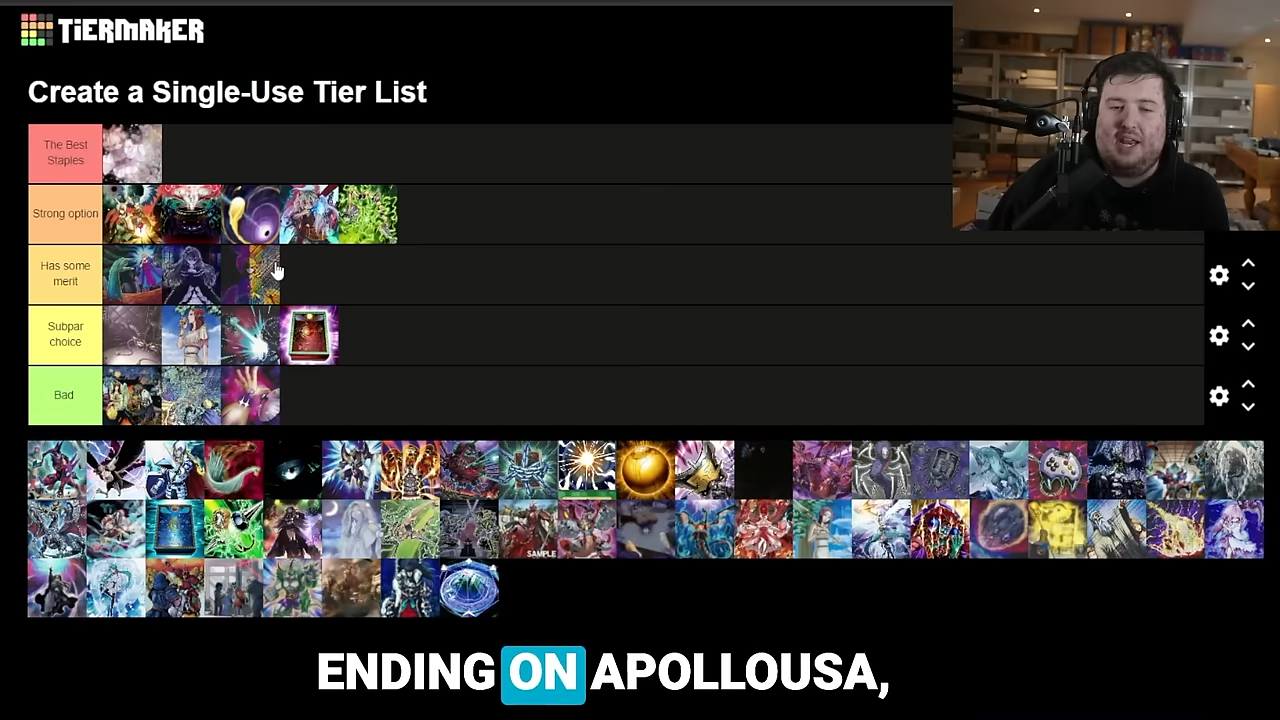 TiERMAKER
Create a Single-Use Tier List
The Best
Staples
Strong option
Has some
merit
Subpar
choice
Bad
SAMPLE
ENDING ON APOLLOUSA,